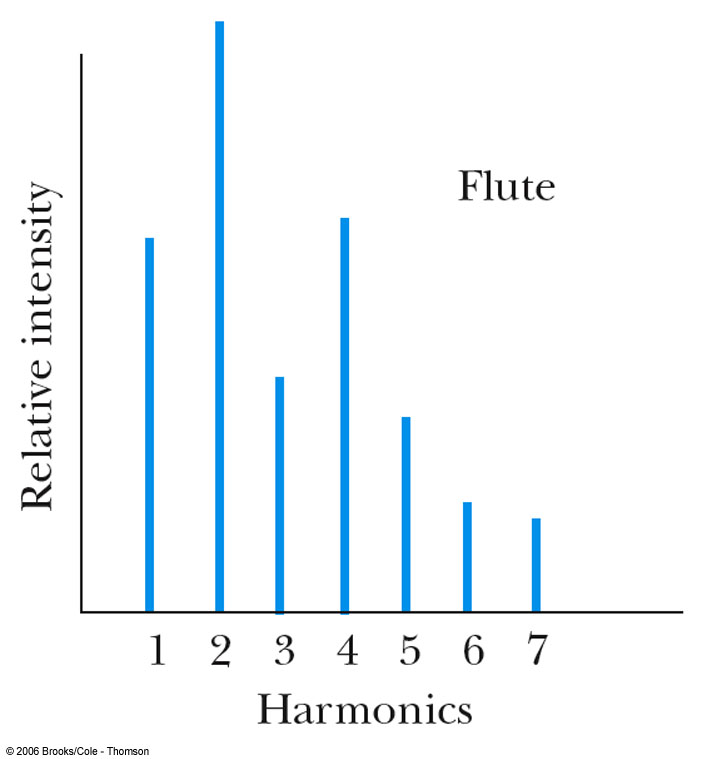 Flute
Relative intensity
1 2 3 4 5 6 7
Harmonics
© 2006 Brooks/Cole - Thomson